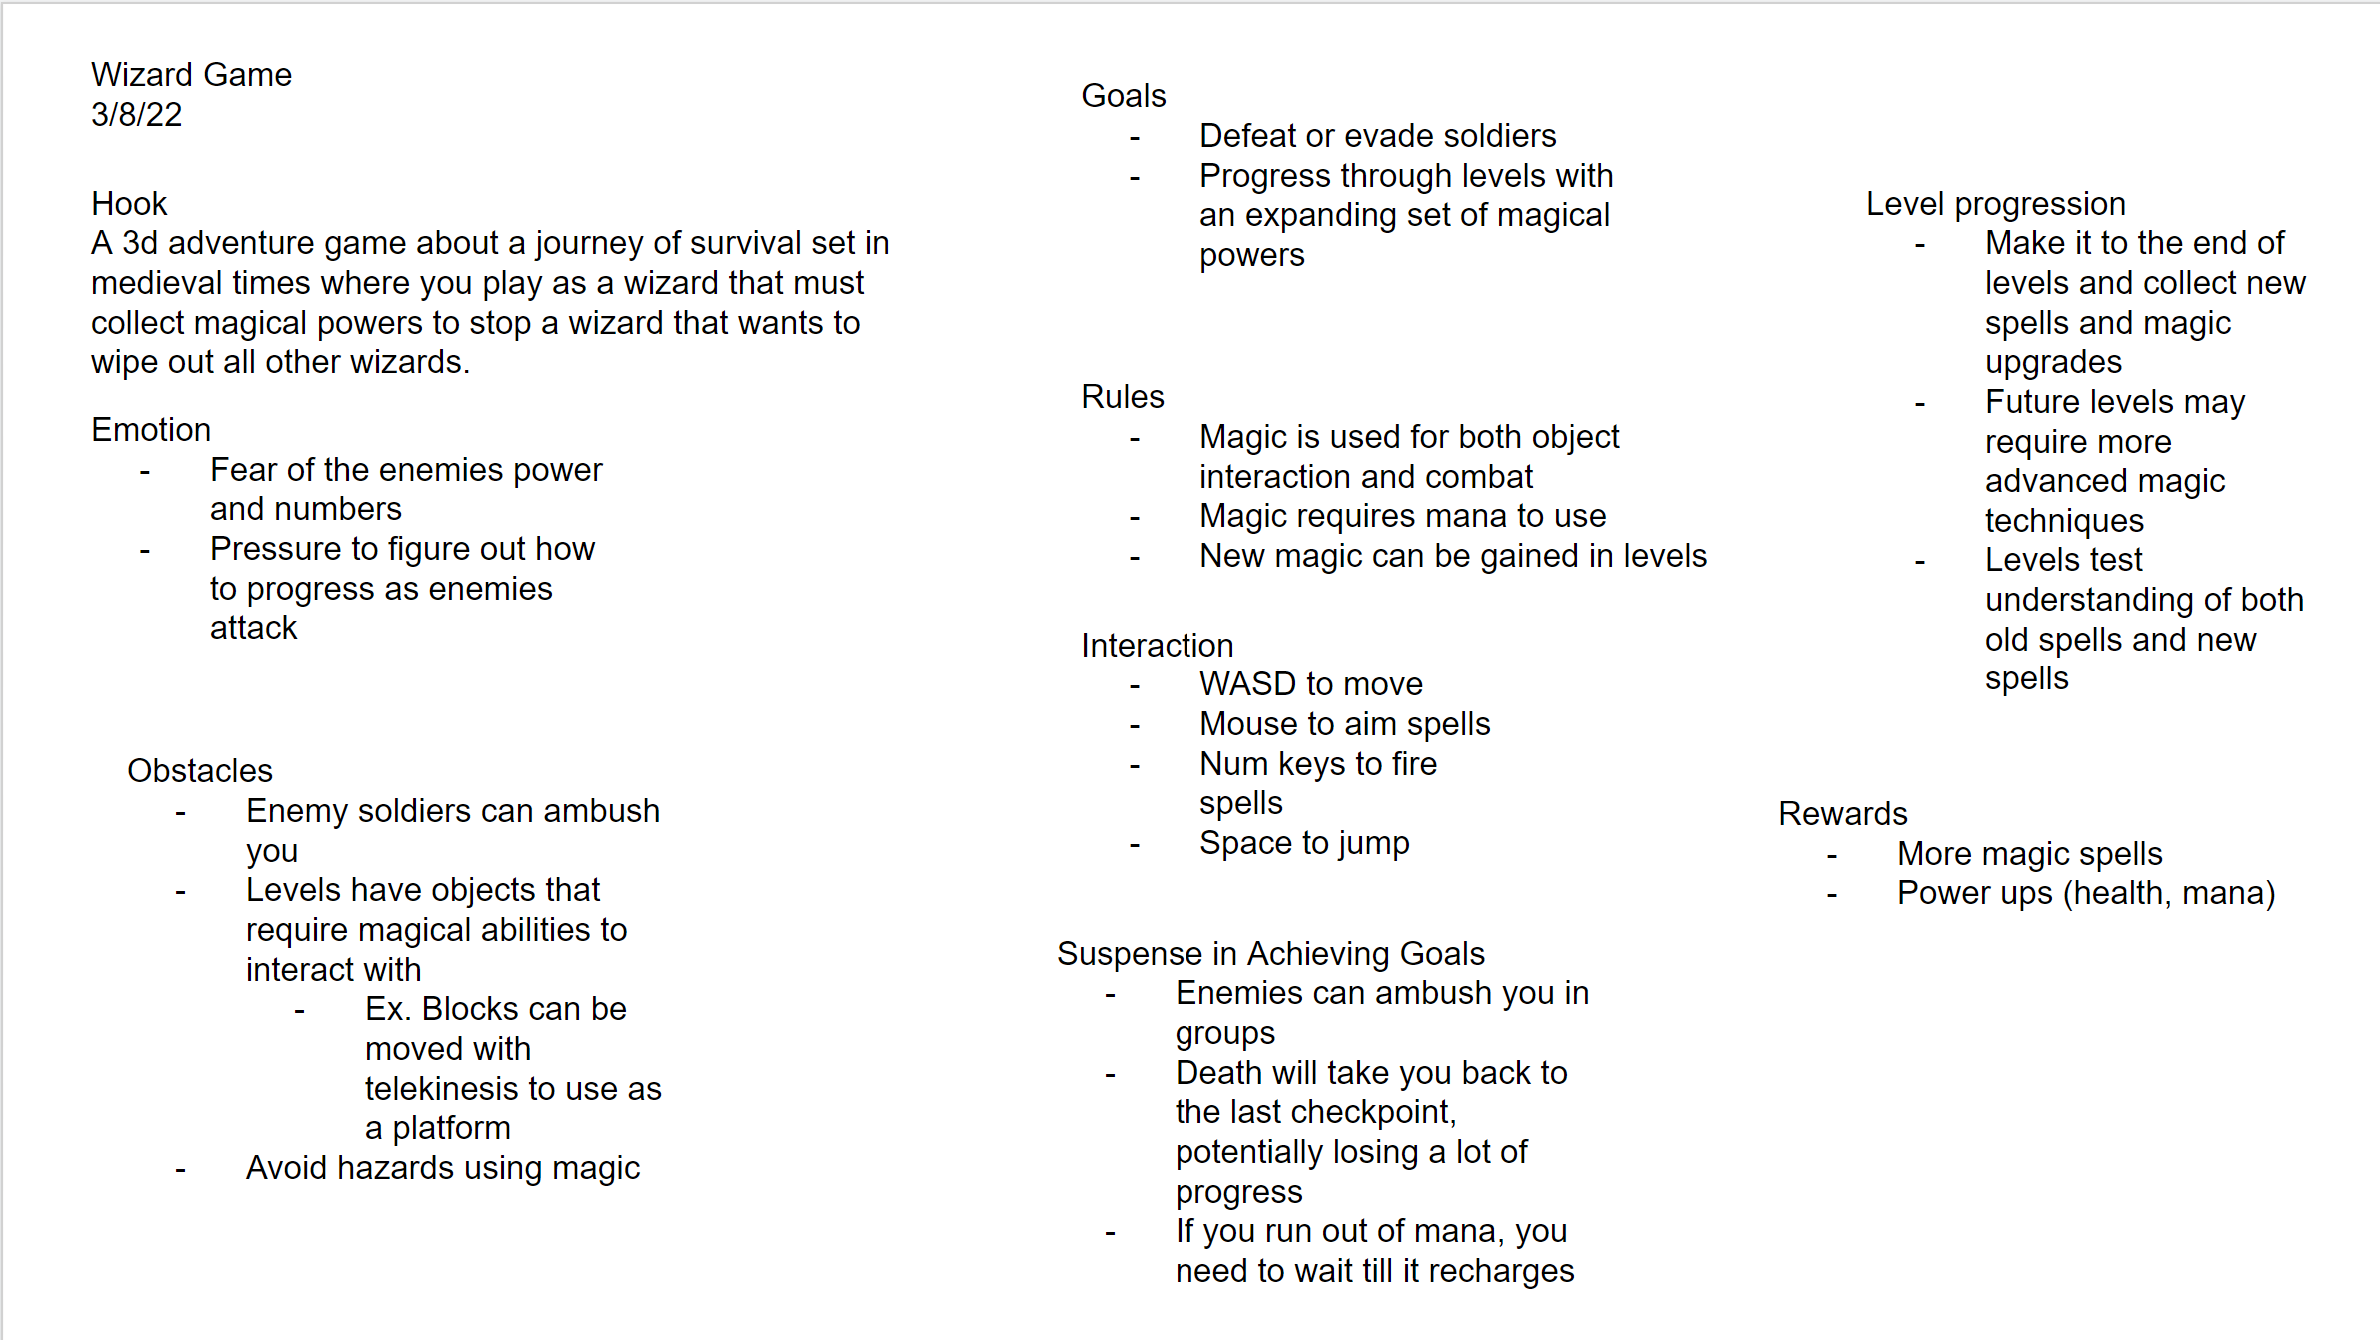 Wizard Game
3/8/22
Hook
A 3d adventure game about a journey of survival set in
medieval times where you play as a wizard that must
collect magical powers to stop a wizard that wants to
wipe out all other wizards.
Emotion
- Fear of the enemies power
and numbers
- Pressure to figure out how
to progress as enemies
attack
Obstacles
- Enemy soldiers can ambush
you
- Levels have objects that
require magical abilities to
interact with
- Ex. Blocks can be
moved with
telekinesis to use as
a platform
- Avoid hazards using magic
Goals
- Defeat or evade soldiers
- Progress through levels with
an expanding set of magical
powers
Rules
- Magic is used for both object
interaction and combat
- Magic requires mana to use
- New magic can be gained in levels
Interaction
- WASD to move
- Mouse to aim spells
- Num keys to fire
spells
- Space to jump
Suspense in Achieving Goals
- Enemies can ambush you in
groups
- Death will take you back to
the last checkpoint,
potentially losing a lot of
progress
- If you run out of mana, you
need to wait till it recharges
Level progression
- Make it to the end of
levels and collect new
spells and magic
upgrades
- Future levels may
require more
advanced magic
techniques
- Levels test
understanding of both
old spells and new
spells
Rewards
- More magic spells
- Power ups (health, mana)